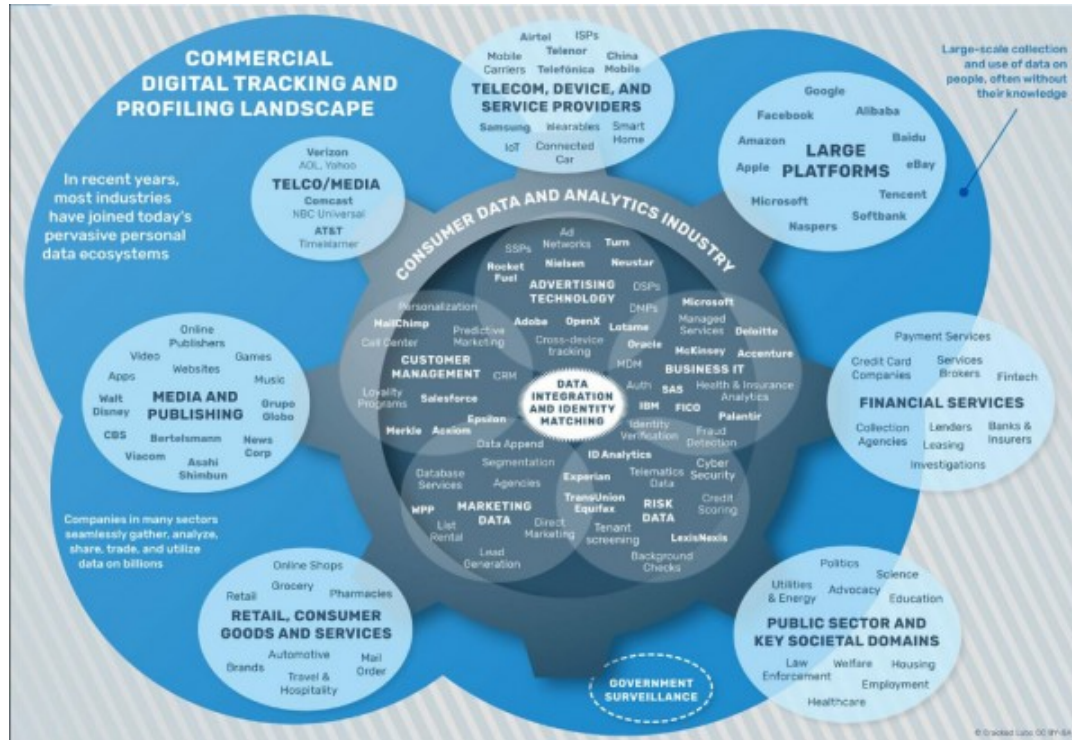 COMMERCIAL
DIGITAL TRACKING AND
PROFILING LANDSCAPE
In recent years,
most industries
have joined today's
pervasive personal
data ecosystems
Large-scale collection
and use of data on
people, often without
their knowledge
Airtel ISPs
Mobile Carriers
Telenor
Telefónica
China Mobile
TELECOM, DEVICE, AND
SERVICE PROVIDERS
Samsung Wearables Smart Home
IoT Connected Car
Google
Facebook Alibaba
Amazon Baidu
LARGE
PLATFORMS
Apple eBay
Microsoft Tencent
Softbank
Naspers
Verizon
AOL, Yahoo
TELCO/MEDIA
Comcast
NBC Universal
AT&T
TimeWarner
CONSUMER DATA AND ANALYTICS INDUSTRY
SSPs Ad Networks Turn
Rocket Fuel Nielsen Neustar
ADVERTISING
TECHNOLOGY
DSPs
DMPs
Adobe OpenX Lotame
Cross-device tracking
Personalization
MailChimp
Predictive Marketing
Call Center
CUSTOMER
MANAGEMENT
CRM
Loyality Programs
Salesforce
Epsilon
Merkle Acxiom
Microsoft
Managed Services
Deloitte
Oracle McKinsey Accenture
MDM
BUSINESS IT
Auth SAS
Health & Insurance Analytics
IBM FICO Palantir
Identity Verification
Fraud Detection
DATA
INTEGRATION
AND IDENTITY
MATCHING
Data Append
Segmentation
Database Services
Agencies
WPP
MARKETING
DATA
List Rental
Direct Marketing
Lead Generation
ID Analytics
Experian
Telematics Data
Cyber Security
TransUnion
Equifax
RISK
DATA
Credit Scoring
Tenant screening
LexisNexis
Background Checks
Online Publishers
Video Websites Games
Apps Music
Walt Disney
MEDIA AND
PUBLISHING
Grupo Globo
CBS Bertelsmann News Corp
Viacom Asahi Shimbun
Payment Services
Credit Card Companies
Services Brokers
Fintech
FINANCIAL SERVICES
Collection Agencies
Lenders
Leasing
Banks & Insurers
Investigations
Companies in many sectors
seamlessly gather, analyze,
share, trade, and utilize
data on billions
Online Shops
Retail Grocery Pharmacies
RETAIL, CONSUMER
GOODS AND SERVICES
Brands Automotive Mail Order
Travel & Hospitality
GOVERNMENT
SURVEILLANCE
Politics
Science
Utilities & Energy
Advocacy
Education
PUBLIC SECTOR AND
KEY SOCIETAL DOMAINS
Law Enforcement
Welfare Housing
Employment
Healthcare
© Cracked Labs CC BY-SA